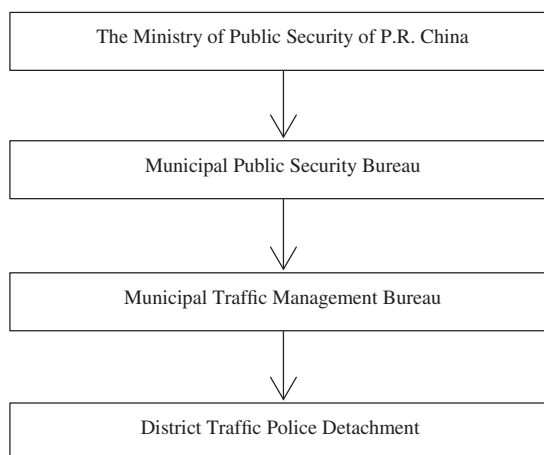 The Ministry of Public Security of P.R. China
Municipal Public Security Bureau
Municipal Traffic Management Bureau
District Traffic Police Detachment